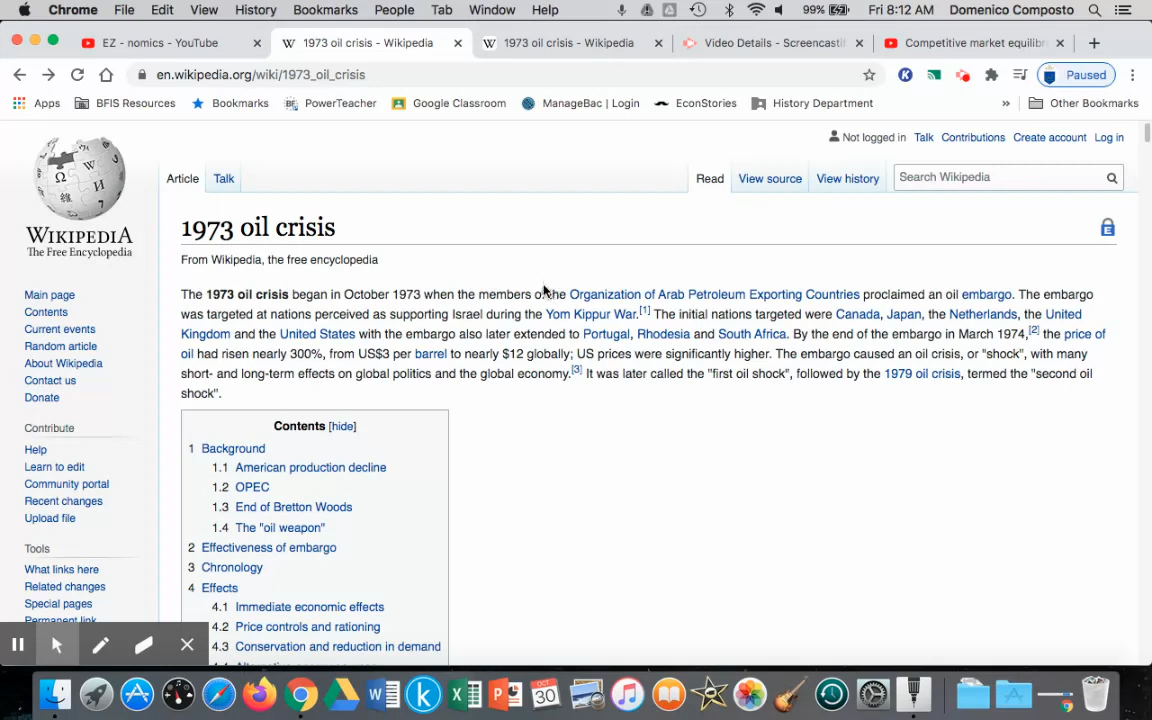 Chrome File Edit View History Bookmarks People Tab Window Help 99% Fri 8:12 AM Domenico Composto
EZ - nomics - YouTube 1973 oil crisis - Wikipedia 1973 oil crisis - Wikipedia Video Details - Screencastif Competitive market equilibr
en.wikipedia.org/wiki/1973_oil_crisis Paused
Apps BFIS Resources Bookmarks PowerTeacher Google Classroom ManageBac | Login EconStories History Department » Other Bookmarks
Not logged in Talk Contributions Create account Log in
Article Talk Read View source View history Search Wikipedia
WIKIPEDIA
The Free Encyclopedia
Main page
Contents
Current events
Random article
About Wikipedia
Contact us
Donate
Contribute
Help
Learn to edit
Community portal
Recent changes
Upload file
Tools
What links here
Related changes
Special pages
Permanent link
1973 oil crisis
From Wikipedia, the free encyclopedia
The 1973 oil crisis began in October 1973 when the members of the Organization of Arab Petroleum Exporting Countries proclaimed an oil embargo. The embargo
was targeted at nations perceived as supporting Israel during the Yom Kippur War.[1] The initial nations targeted were Canada, Japan, the Netherlands, the United
Kingdom and the United States with the embargo also later extended to Portugal, Rhodesia and South Africa. By the end of the embargo in March 1974,[2] the price of
oil had risen nearly 300%, from US$3 per barrel to nearly $12 globally; US prices were significantly higher. The embargo caused an oil crisis, or "shock", with many
short- and long-term effects on global politics and the global economy.[3] It was later called the "first oil shock", followed by the 1979 oil crisis, termed the "second oil
shock".
Contents [hide]
1 Background
1.1 American production decline
1.2 OPEC
1.3 End of Bretton Woods
1.4 The "oil weapon"
2 Effectiveness of embargo
3 Chronology
4 Effects
4.1 Immediate economic effects
4.2 Price controls and rationing
4.3 Conservation and reduction in demand
OCT
30